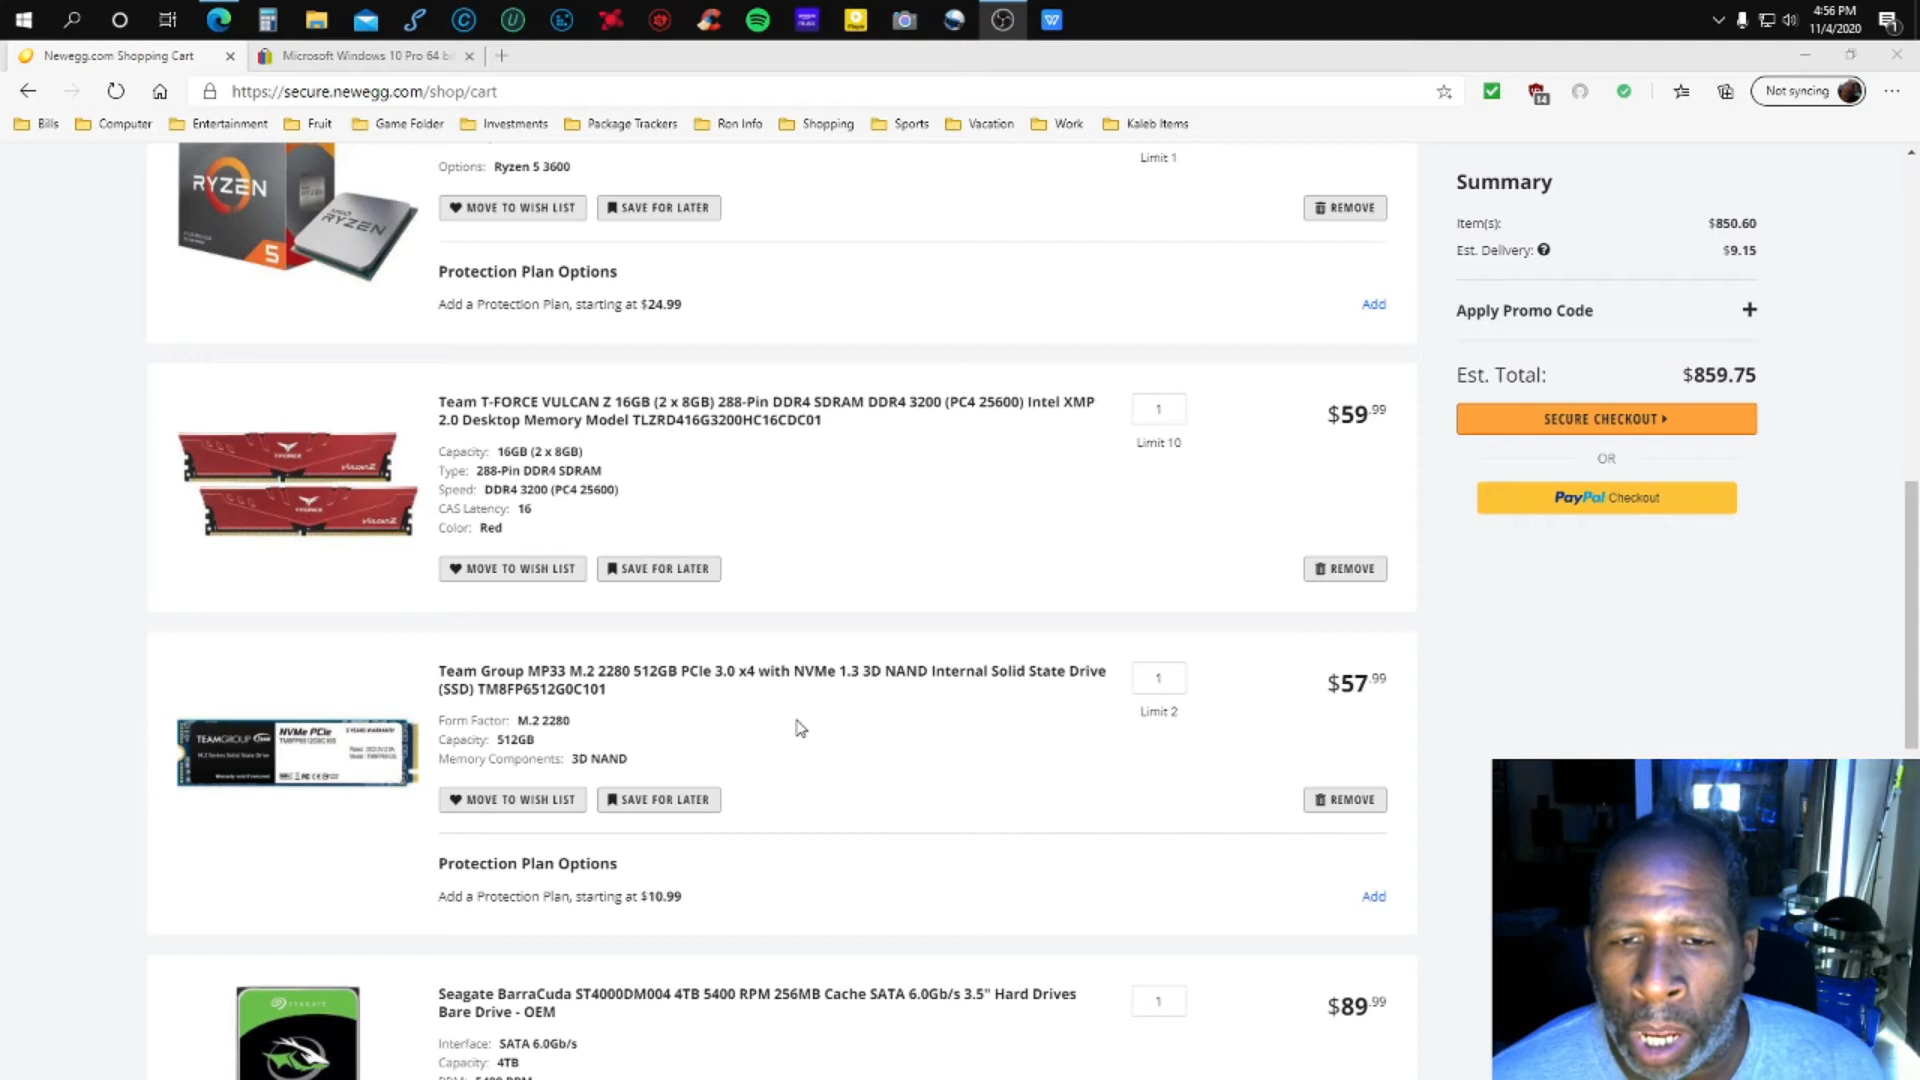 4:56 PM
11/4/2020
Newegg.com Shopping Cart
Microsoft Windows 10 Pro 64 bi
https://secure.newegg.com/shop/cart
Not syncing
Bills
Computer
Entertainment
Fruit
Game Folder
Investments
Package Trackers
Ron Info
Shopping
Sports
Vacation
Work
Kaleb Items
RYZEN
RYZEN
5
Options: Ryzen 5 3600
Limit 1
MOVE TO WISH LIST
SAVE FOR LATER
REMOVE
Protection Plan Options
Add a Protection Plan, starting at $24.99
Add
Team T-FORCE VULCAN Z 16GB (2 x 8GB) 288-Pin DDR4 SDRAM DDR4 3200 (PC4 25600) Intel XMP
2.0 Desktop Memory Model TLZRD416G3200HC16CDC01
1
Limit 10
$59.99
Capacity: 16GB (2 x 8GB)
Type: 288-Pin DDR4 SDRAM
Speed: DDR4 3200 (PC4 25600)
CAS Latency: 16
Color: Red
MOVE TO WISH LIST
SAVE FOR LATER
REMOVE
Team Group MP33 M.2 2280 512GB PCIe 3.0 x4 with NVMe 1.3 3D NAND Internal Solid State Drive
(SSD) TM8FP6512G0C101
1
Limit 2
$57.99
Form Factor: M.2 2280
Capacity: 512GB
Memory Components: 3D NAND
TEAMGROUP
NVMe PCIe
MOVE TO WISH LIST
SAVE FOR LATER
REMOVE
Protection Plan Options
Add a Protection Plan, starting at $10.99
Add
Seagate BarraCuda ST4000DM004 4TB 5400 RPM 256MB Cache SATA 6.0Gb/s 3.5" Hard Drives
Bare Drive - OEM
1
$89.99
SEAGATE
Interface: SATA 6.0Gb/s
Capacity: 4TB
Summary
Item(s): $850.60
Est. Delivery: $9.15
Apply Promo Code
Est. Total: $859.75
SECURE CHECKOUT
OR
PayPal Checkout